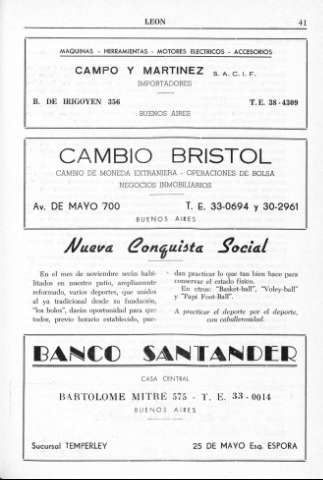 LEON
41
MAQUINAS - HERRAMIENTAS - MOTORES ELECTRICOS - ACCESORIOS
CAMPO Y MARTINEZ S. A. C. I. F.
IMPORTADORES
B. DE IRIGOYEN 356 T. E. 38-4309
BUENOS AIRES
CAMBIO BRISTOL
CAMBIO DE MONEDA EXTRANJERA - OPERACIONES DE BOLSA
NEGOCIOS INMOBILIARIOS
Av. DE MAYO 700 T. E. 33-0694 y 30-2961
BUENOS AIRES
Nueva Conquista Social
En el mes de noviembre serán habi-
litados en nuestro patio, ampliamente
reformado, varios deportes, que unidos
al ya tradicional desde su fundación,
"los bolos", darán oportunidad para que
todos, previo horario establecido, pue-
dan practicar lo que tan bien hace para
conservar el estado físico.
En otras: "Basket-ball", "Voley-ball"
y "Papi Foot-Ball".
A practicar el deporte por el deporte,
con caballerosidad.
BANCO SANTANDER
CASA CENTRAL
BARTOLOME MITRE 575 - T. E. 33-0014
BUENOS AIRES
Sucursal TEMPERLEY 25 DE MAYO Esq. ESPORA